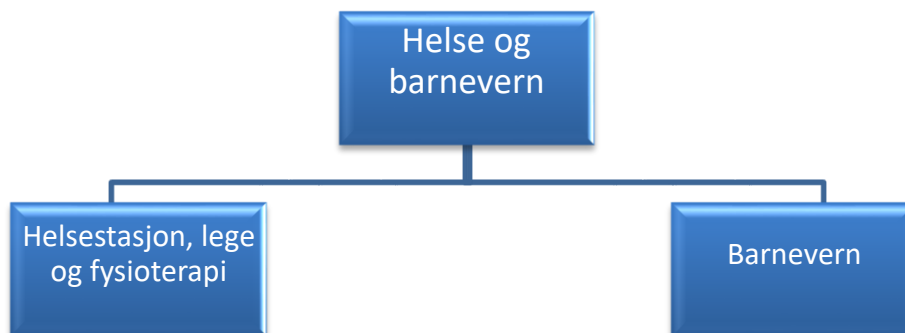 Helse og
barnevern
Helsestasjon, lege
og fysioterapi
Barnevern